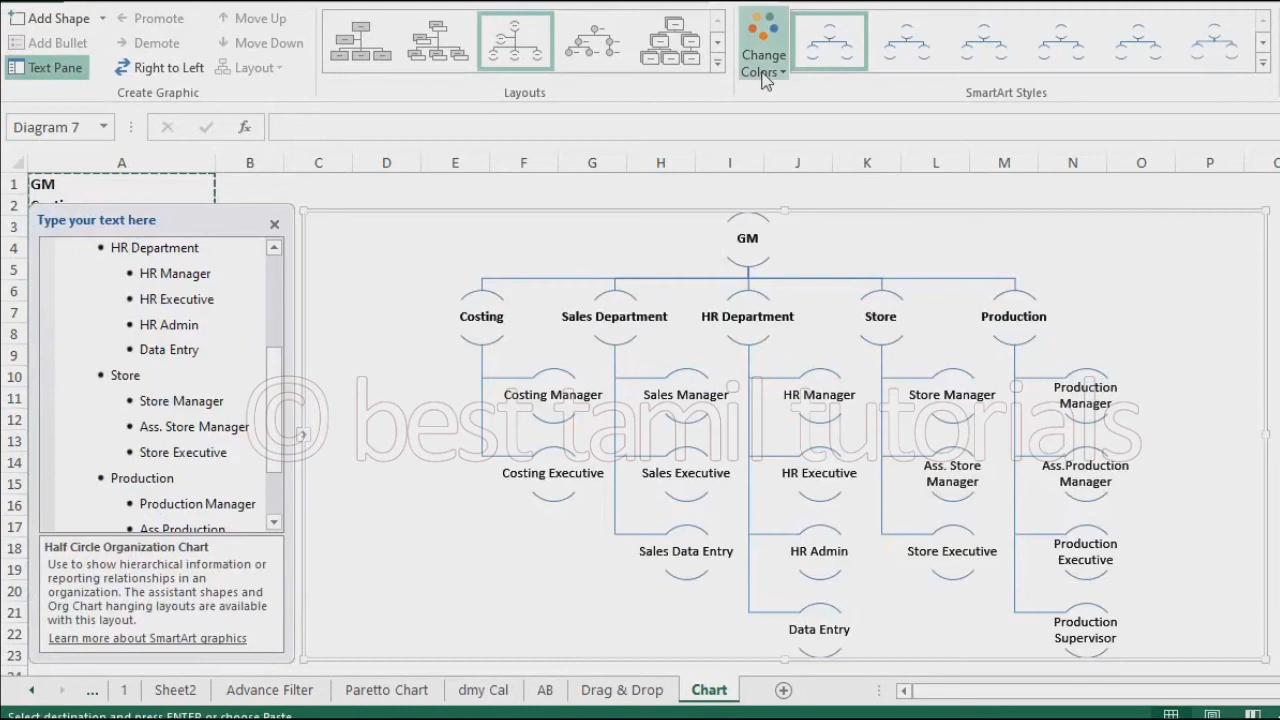 Add Shape
Promote
Move Up
Add Bullet
Demote
Move Down
Text Pane
Right to Left
Layout
Create Graphic
Layouts
Change
Colors
SmartArt Styles
Diagram 7
fx
A B C D E F G H I J K L M N O P
1
2
3
4
5
6
7
8
9
10
11
12
13
14
15
16
17
18
19
20
21
22
23
GM
Type your text here
HR Department
HR Manager
HR Executive
HR Admin
Data Entry
Store
Store Manager
Ass. Store Manager
Store Executive
Production
Production Manager
Ass.Production
Half Circle Organization Chart
Use to show hierarchical information or
reporting relationships in an
organization. The assistant shapes and
Org Chart hanging layouts are available
with this layout.
Learn more about SmartArt graphics
GM
Costing
Sales Department
HR Department
Store
Production
Costing Manager
Sales Manager
HR Manager
Store Manager
Production
Manager
© best tamil tutorials
Costing Executive
Sales Executive
HR Executive
Ass. Store
Manager
Ass.Production
Manager
Sales Data Entry
HR Admin
Store Executive
Production
Executive
Data Entry
Production
Supervisor
... 1 Sheet2 Advance Filter Paretto Chart dmy Cal AB Drag & Drop Chart
Select destination and press ENTER or choose Paste